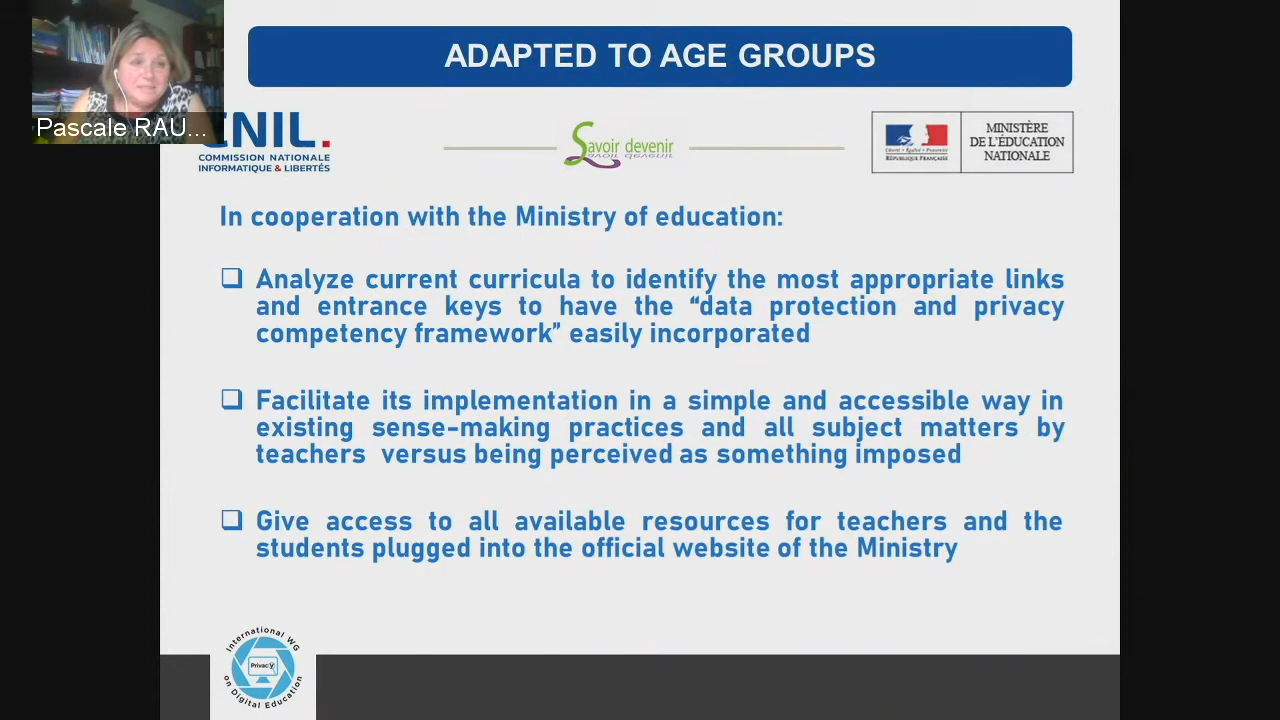 ADAPTED TO AGE GROUPS
Pascale RAU...
CNIL.
COMMISSION NATIONALE
INFORMATIQUE & LIBERTÉS
Savoir devenir
Liberté • Égalité • Fraternité
RÉPUBLIQUE FRANÇAISE
MINISTÈRE
DE L'ÉDUCATION
NATIONALE
In cooperation with the Ministry of education:
❑ Analyze current curricula to identify the most appropriate links
and entrance keys to have the “data protection and privacy
competency framework” easily incorporated
❑ Facilitate its implementation in a simple and accessible way in
existing sense-making practices and all subject matters by
teachers versus being perceived as something imposed
❑ Give access to all available resources for teachers and the
students plugged into the official website of the Ministry
International WG
Privacy
on Digital Education